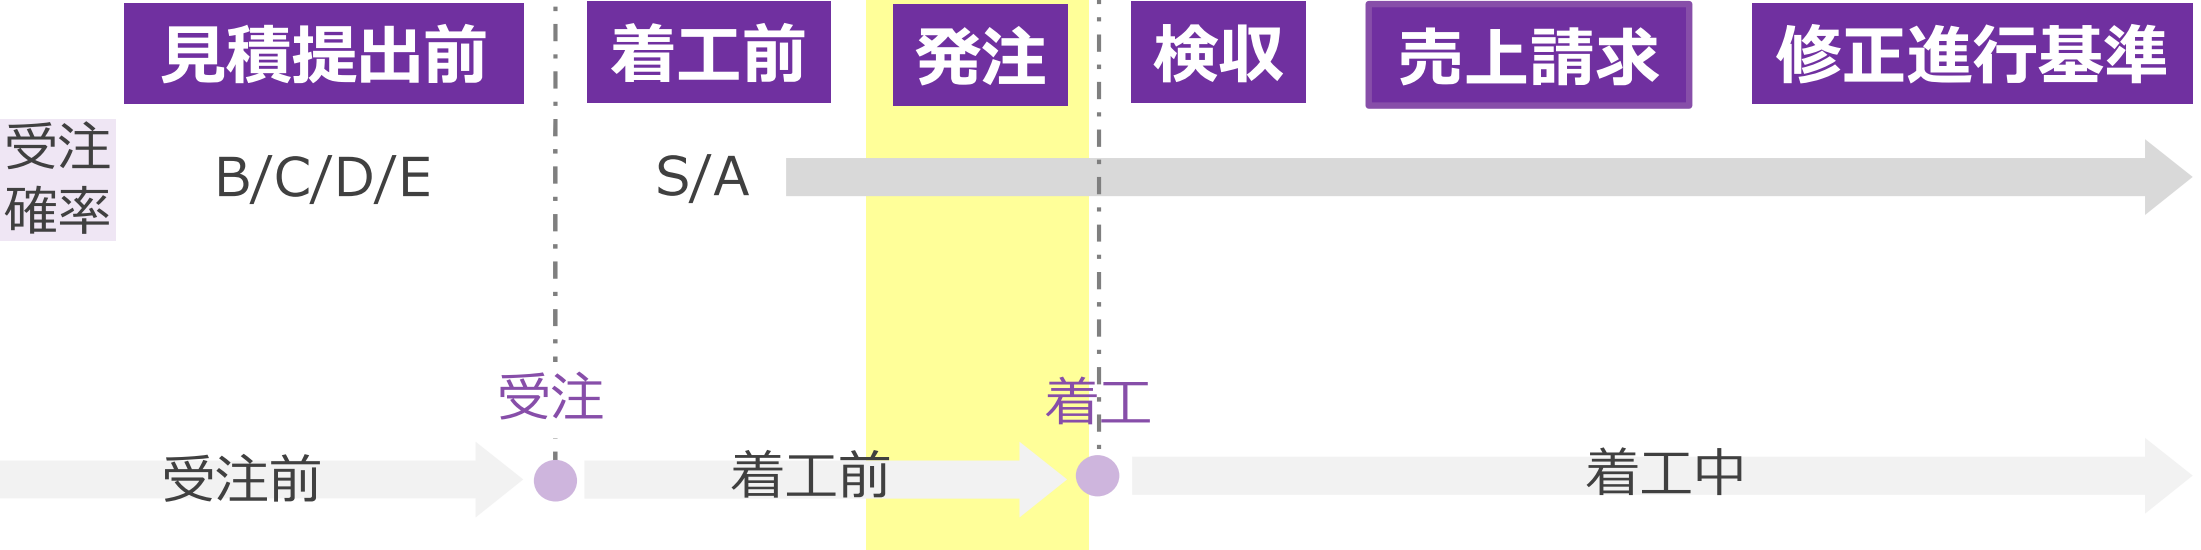 見積提出前
着工前
発注
検収
売上請求
修正進行基準
受注
確率
B/C/D/E
S/A
受注
着工
受注前
着工前
着工中